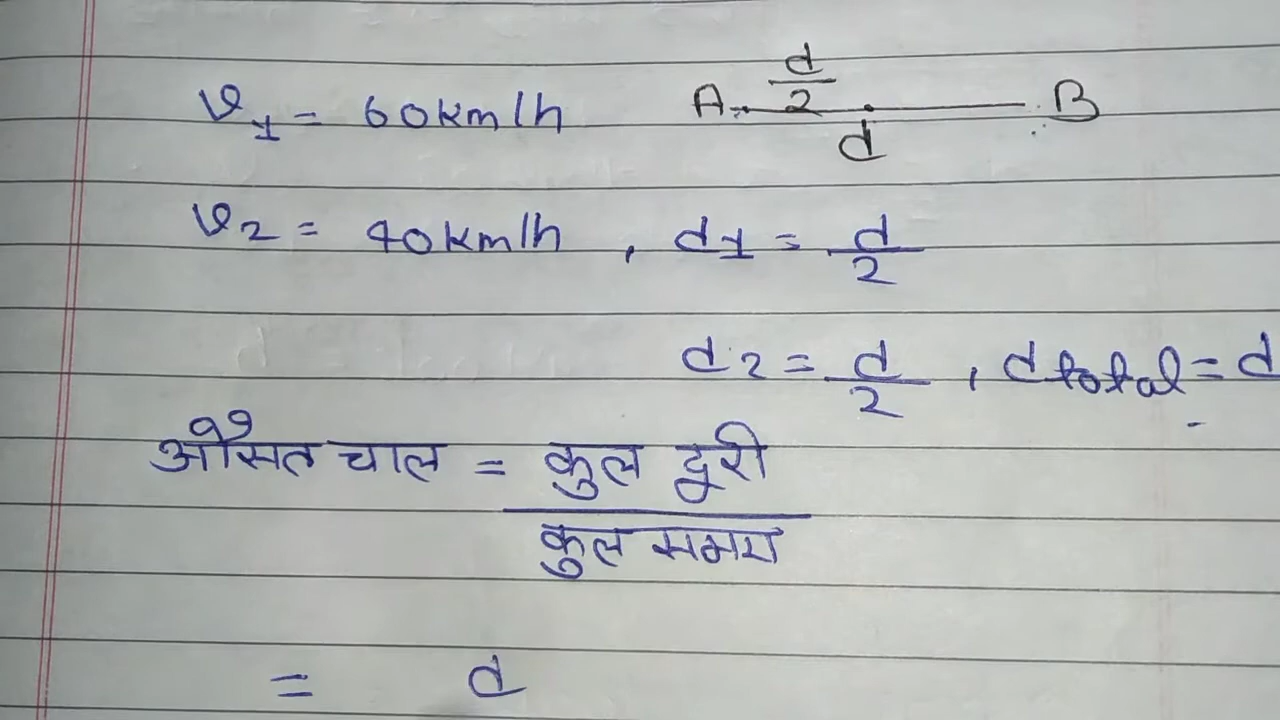 v₁ = 60km/h A d/2 B
d
v₂ = 40km/h , d₁ = d/2
d₂ = d/2 , d total = d
औसत चाल = कुल दूरी
कुल समय
= d